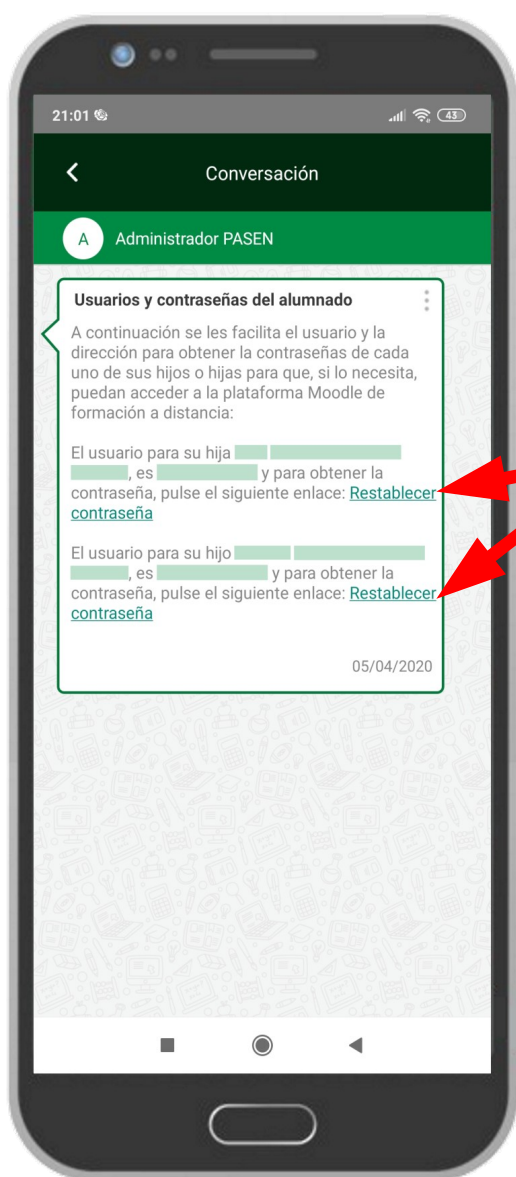 21:01
43
Conversación
A Administrador PASEN
Usuarios y contraseñas del alumnado
A continuación se les facilita el usuario y la
dirección para obtener la contraseñas de cada
uno de sus hijos o hijas para que, si lo necesita,
puedan acceder a la plataforma Moodle de
formación a distancia:
El usuario para su hija
, es y para obtener la
contraseña, pulse el siguiente enlace: Restablecer
contraseña
El usuario para su hijo
, es y para obtener la
contraseña, pulse el siguiente enlace: Restablecer
contraseña
05/04/2020